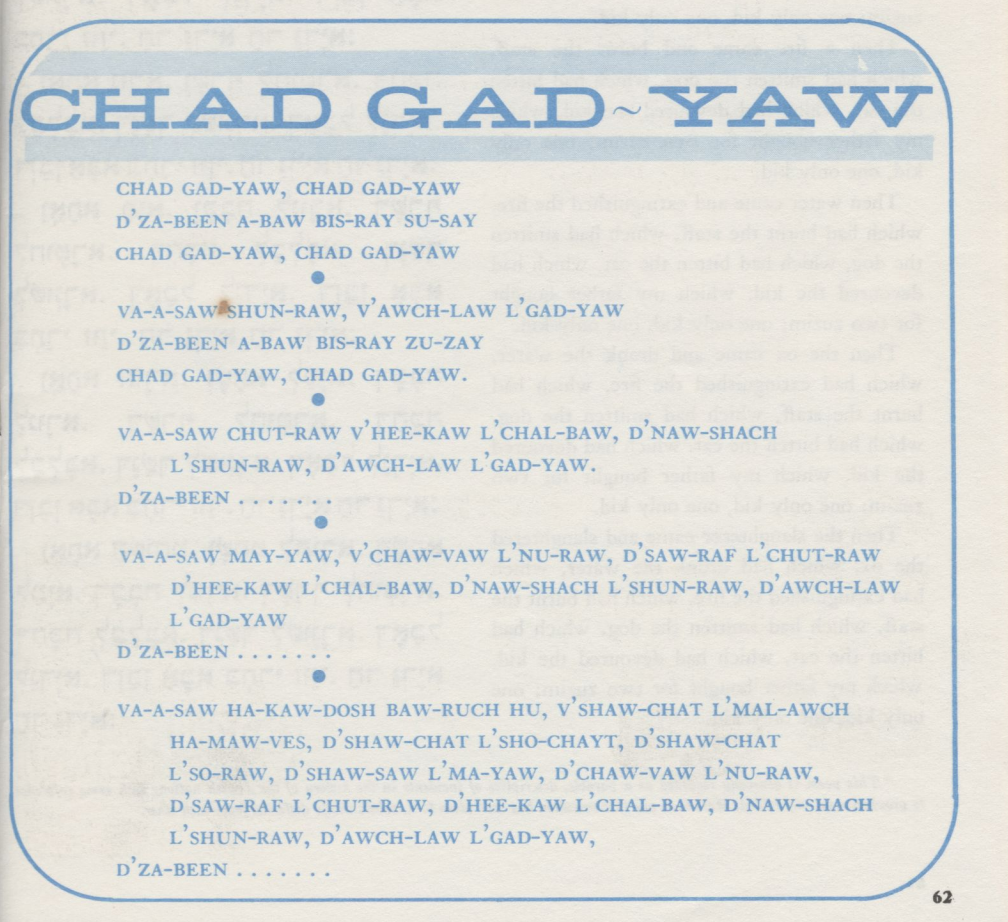 CHAD GAD~YAW
CHAD GAD-YAW, CHAD GAD-YAW
D'ZA-BEEN A-BAW BIS-RAY SU-SAY
CHAD GAD-YAW, CHAD GAD-YAW
VA-A-SAW SHUN-RAW, V'AWCH-LAW L'GAD-YAW
D'ZA-BEEN A-BAW BIS-RAY ZU-ZAY
CHAD GAD-YAW, CHAD GAD-YAW.
VA-A-SAW CHUT-RAW V'HEE-KAW L'CHAL-BAW, D'NAW-SHACH
L'SHUN-RAW, D'AWCH-LAW L'GAD-YAW.
D'ZA-BEEN .......
VA-A-SAW MAY-YAW, V'CHAW-VAW L'NU-RAW, D'SAW-RAF L'CHUT-RAW
D'HEE-KAW L'CHAL-BAW, D'NAW-SHACH L'SHUN-RAW, D'AWCH-LAW
L'GAD-YAW
D'ZA-BEEN .......
VA-A-SAW HA-KAW-DOSH BAW-RUCH HU, V'SHAW-CHAT L'MAL-AWCH
HA-MAW-VES, D'SHAW-CHAT L'SHO-CHAYT, D'SHAW-CHAT
L'SO-RAW, D'SHAW-SAW L'MA-YAW, D'CHAW-VAW L'NU-RAW,
D'SAW-RAF L'CHUT-RAW, D'HEE-KAW L'CHAL-BAW, D'NAW-SHACH
L'SHUN-RAW, D'AWCH-LAW L'GAD-YAW,
D'ZA-BEEN .......
62